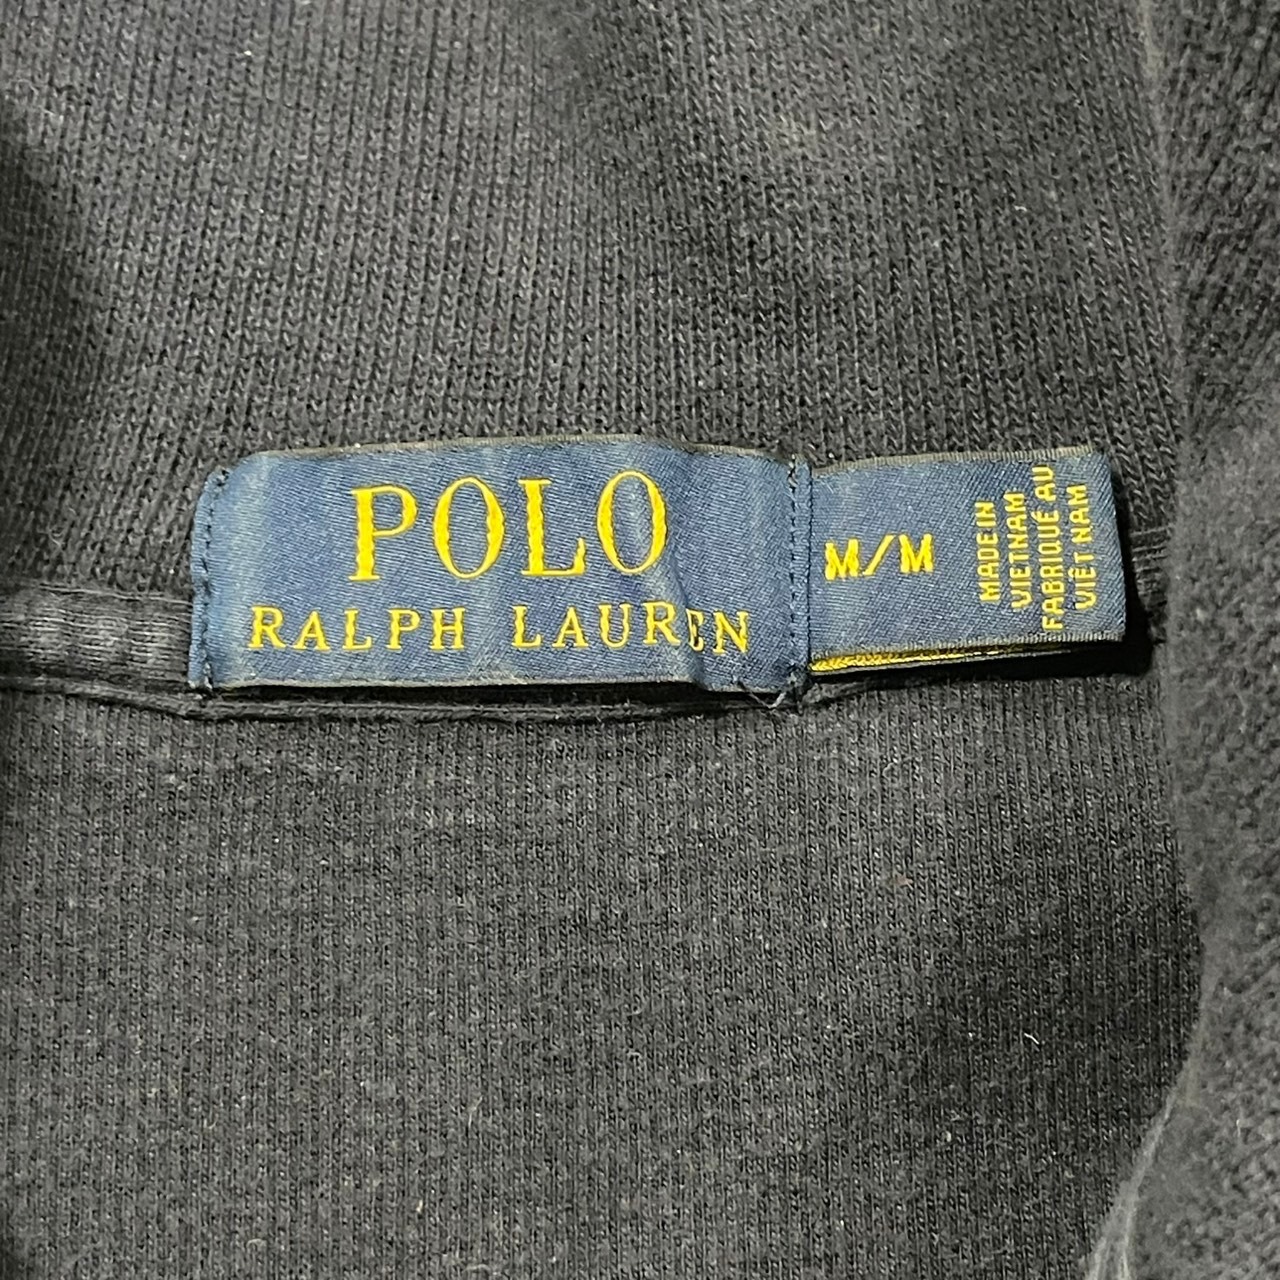 POLO
RALPH LAUREN
M/M
MADE IN
VIETNAM
FABRIQUÉ AU
VIÊT NAM